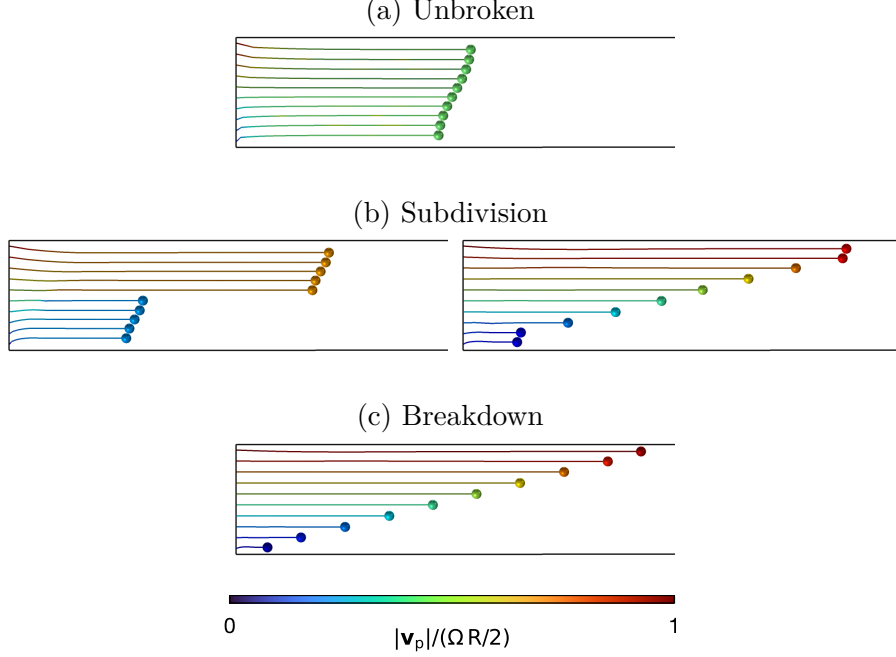 (a) Unbroken
(b) Subdivision
(c) Breakdown
0
1
|v_p|/(Ω R/2)